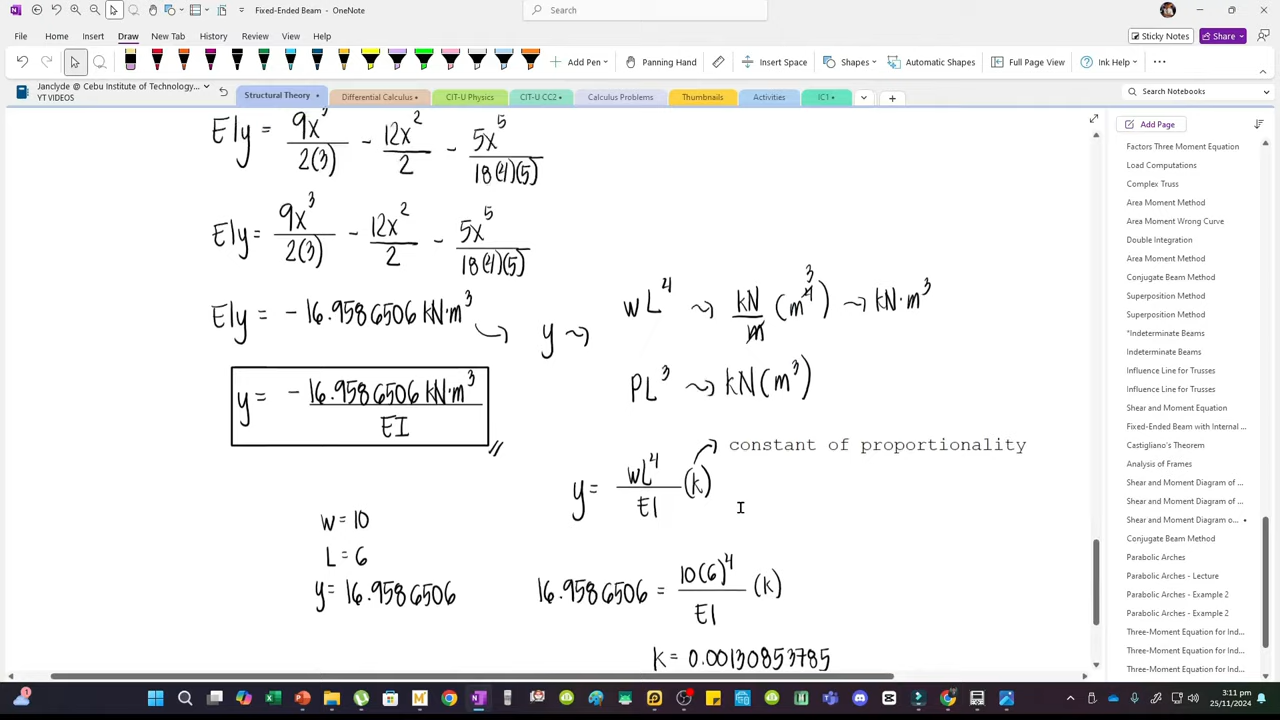 Fixed-Ended Beam - OneNote
Search
File Home Insert Draw New Tab History Review View Help
Sticky Notes
Share
Add Pen
Panning Hand
Insert Space
Shapes
Automatic Shapes
Full Page View
Ink Help
Janclyde @ Cebu Institute of Technology...
YT VIDEOS
Structural Theory
Differential Calculus
CIT-U Physics
CIT-U CC2
Calculus Problems
Thumbnails
Activities
IC1
Search Notebooks
EIy = 9x³/2(3) - 12x²/2 - 5x⁵/18(4)(5)
EIy = 9x³/2(3) - 12x²/2 - 5x⁵/18(4)(5)
EIy = - 16.9586506 kN·m³
y = - 16.9586506 kN·m³/EI
y ⤳
wL⁴ ⤳ kN/m (m⁴ ³) → kN·m³
PL³ ⤳ kN(m³)
constant of proportionality
y = wL⁴/EI (k)
w = 10
L = 6
y = 16.9586506
16.9586506 = 10(6)⁴/EI (k)
k = 0.00130853785
Add Page
Factors Three Moment Equation
Load Computations
Complex Truss
Area Moment Method
Area Moment Wrong Curve
Double Integration
Area Moment Method
Conjugate Beam Method
Superposition Method
Superposition Method
*Indeterminate Beams
Indeterminate Beams
Influence Line for Trusses
Influence Line for Trusses
Shear and Moment Equation
Fixed-Ended Beam with Internal ...
Castigliano's Theorem
Analysis of Frames
Shear and Moment Diagram of ...
Shear and Moment Diagram of ...
Shear and Moment Diagram o...
Conjugate Beam Method
Parabolic Arches
Parabolic Arches - Lecture
Parabolic Arches - Example 2
Parabolic Arches - Example 2
Three-Moment Equation for Ind...
Three-Moment Equation for Ind...
Three-Moment Equation for Ind...
3:11 pm
25/11/2024